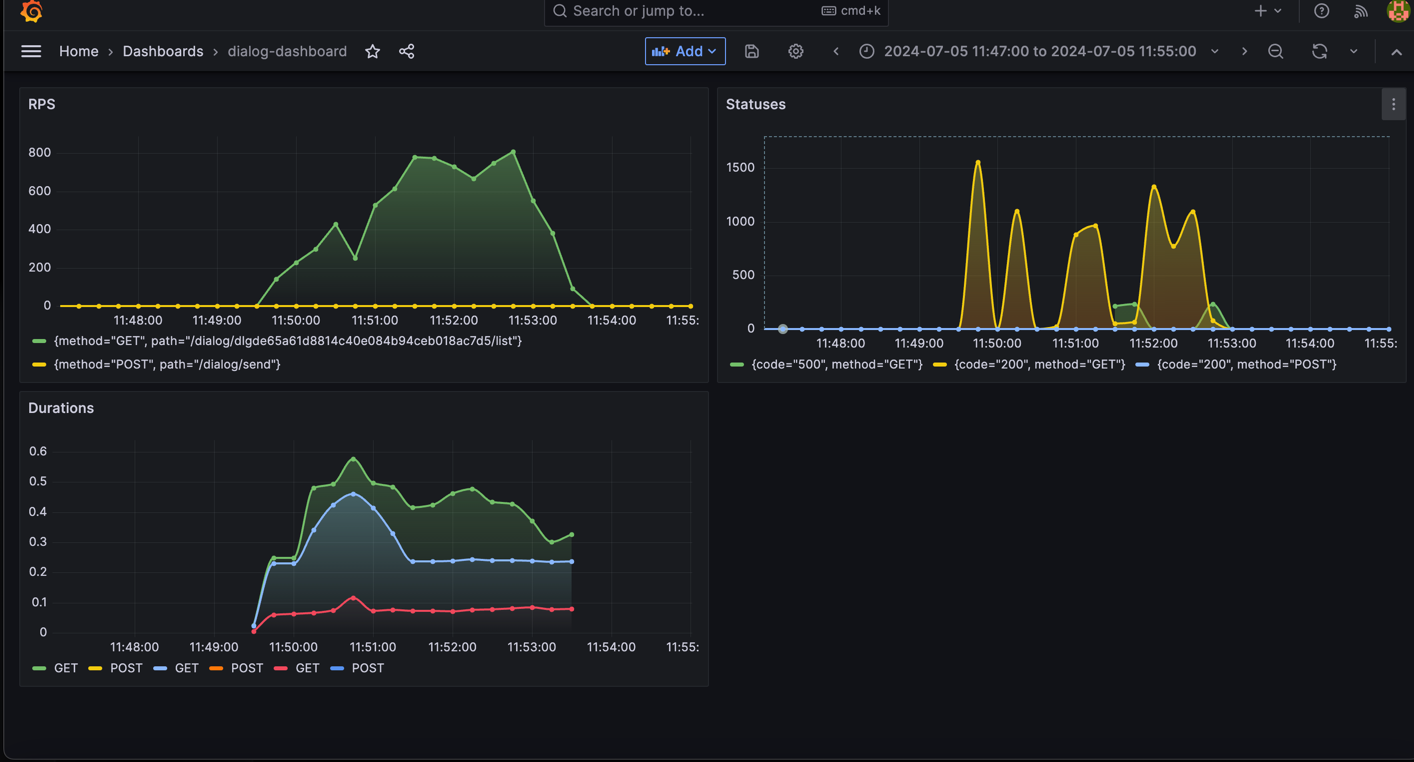 Search or jump to... cmd+k
Home › Dashboards › dialog-dashboard Add 2024-07-05 11:47:00 to 2024-07-05 11:55:00
RPS
800
600
400
200
0
11:48:00 11:49:00 11:50:00 11:51:00 11:52:00 11:53:00 11:54:00 11:55:
{method="GET", path="/dialog/dlgde65a61d8814c40e084b94ceb018ac7d5/list"}
{method="POST", path="/dialog/send"}
Statuses
1500
1000
500
0
11:48:00 11:49:00 11:50:00 11:51:00 11:52:00 11:53:00 11:54:00 11:55:
{code="500", method="GET"} {code="200", method="GET"} {code="200", method="POST"}
Durations
0.6
0.5
0.4
0.3
0.2
0.1
0
11:48:00 11:49:00 11:50:00 11:51:00 11:52:00 11:53:00 11:54:00 11:55:
GET POST GET POST GET POST